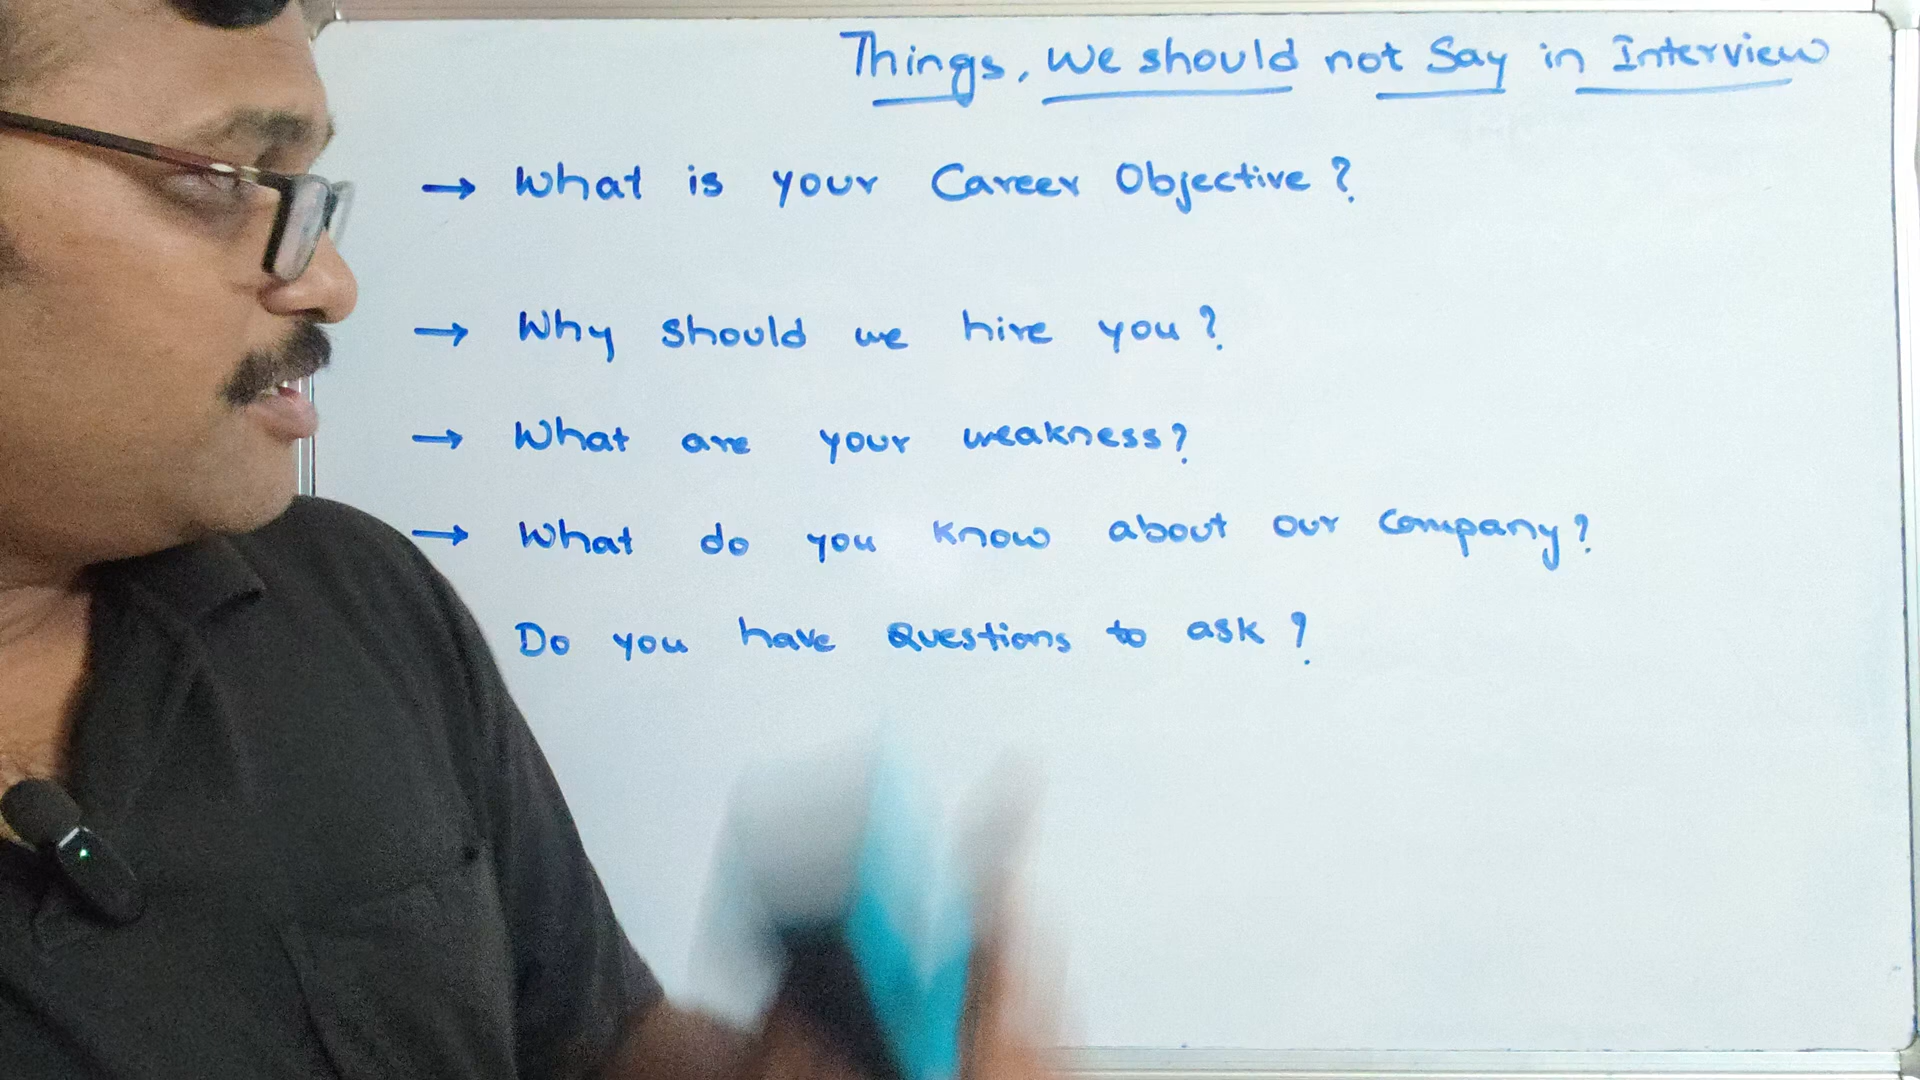 Things, We should not Say in Interview
→ What is your Career Objective?
→ Why should we hire you?
→ What are your weakness?
→ What do you know about our Company?
Do you have Questions to ask?